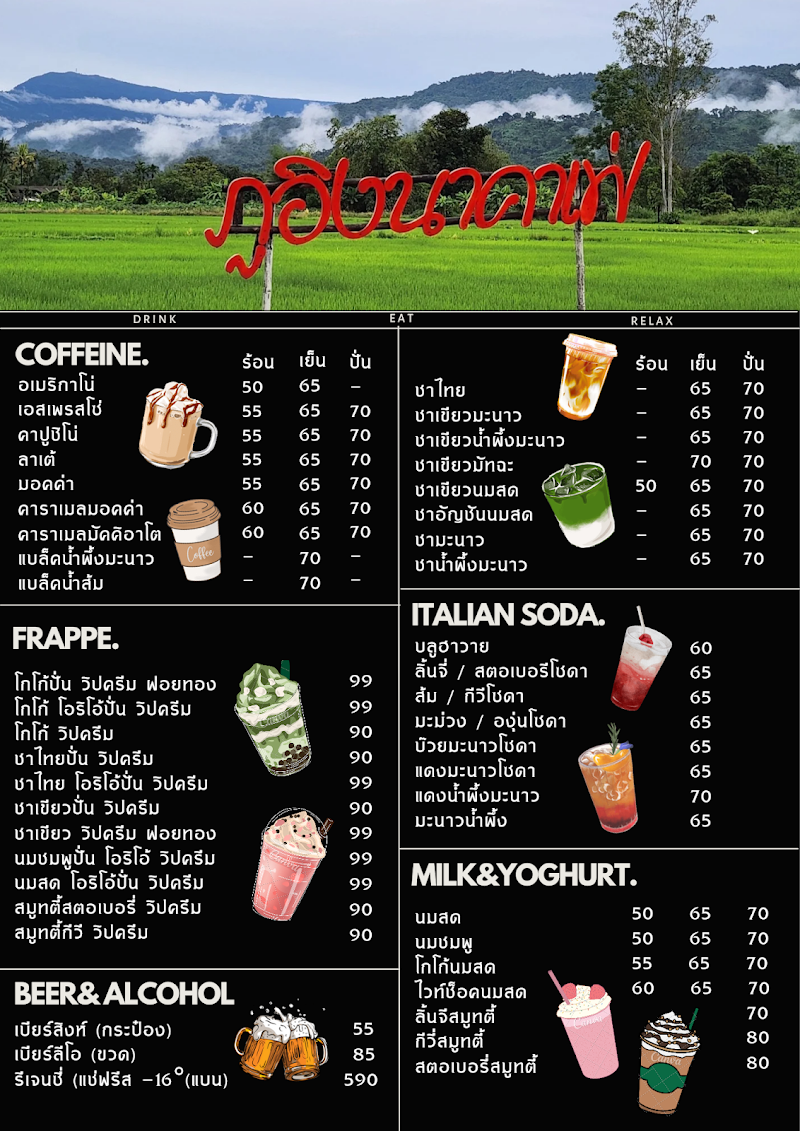 ภูอิงนาคาเฟ่
DRINK EAT RELAX
COFFEINE. ร้อน เย็น ปั่น
อเมริกาโน่ 50 65 –
เอสเพรสโซ่ 55 65 70
คาปูชิโน่ 55 65 70
ลาเต้ 55 65 70
มอคค่า 55 65 70
คาราเมลมอคค่า 60 65 70
คาราเมลมัคคิอาโต 60 65 70
แบล็คน้ำผึ้งมะนาว – 70 –
แบล็คน้ำส้ม – 70 –
Coffee
FRAPPE.
โกโก้ปั่น วิปครีม ฝอยทอง 99
โกโก้ โอริโอ้ปั่น วิปครีม 99
โกโก้ วิปครีม 90
ชาไทยปั่น วิปครีม 90
ชาไทย โอริโอ้ปั่น วิปครีม 99
ชาเขียวปั่น วิปครีม 90
ชาเขียว วิปครีม ฝอยทอง 99
นมชมพูปั่น โอริโอ้ วิปครีม 99
นมสด โอริโอ้ปั่น วิปครีม 99
สมูทตี้สตอเบอรี่ วิปครีม 90
สมูทตี้กีวี วิปครีม 90
BEER& ALCOHOL
เบียร์สิงห์ (กระป๋อง) 55
เบียร์ลีโอ (ขวด) 85
รีเจนซี่ (แช่ฟรีส –16°(แบน) 590
ร้อน เย็น ปั่น
ชาไทย – 65 70
ชาเขียวมะนาว – 65 70
ชาเขียวน้ำผึ้งมะนาว – 65 70
ชาเขียวมัทฉะ – 70 70
ชาเขียวนมสด 50 65 70
ชาอัญชันนมสด – 65 70
ชามะนาว – 65 70
ชาน้ำผึ้งมะนาว – 65 70
ITALIAN SODA.
บลูฮาวาย 60
ลิ้นจี่ / สตอเบอรีโซดา 65
ส้ม / กีวีโซดา 65
มะม่วง / องุ่นโซดา 65
บ๊วยมะนาวโซดา 65
แดงมะนาวโซดา 65
แดงน้ำผึ้งมะนาว 70
มะนาวน้ำผึ้ง 65
MILK&YOGHURT.
นมสด 50 65 70
นมชมพู 50 65 70
โกโก้นมสด 55 65 70
ไวท์ช็อคนมสด 60 65 70
ลิ้นจีสมูทตี้ 70
กีวี่สมูทตี้ 80
สตอเบอรี่สมูทตี้ 80
Canva